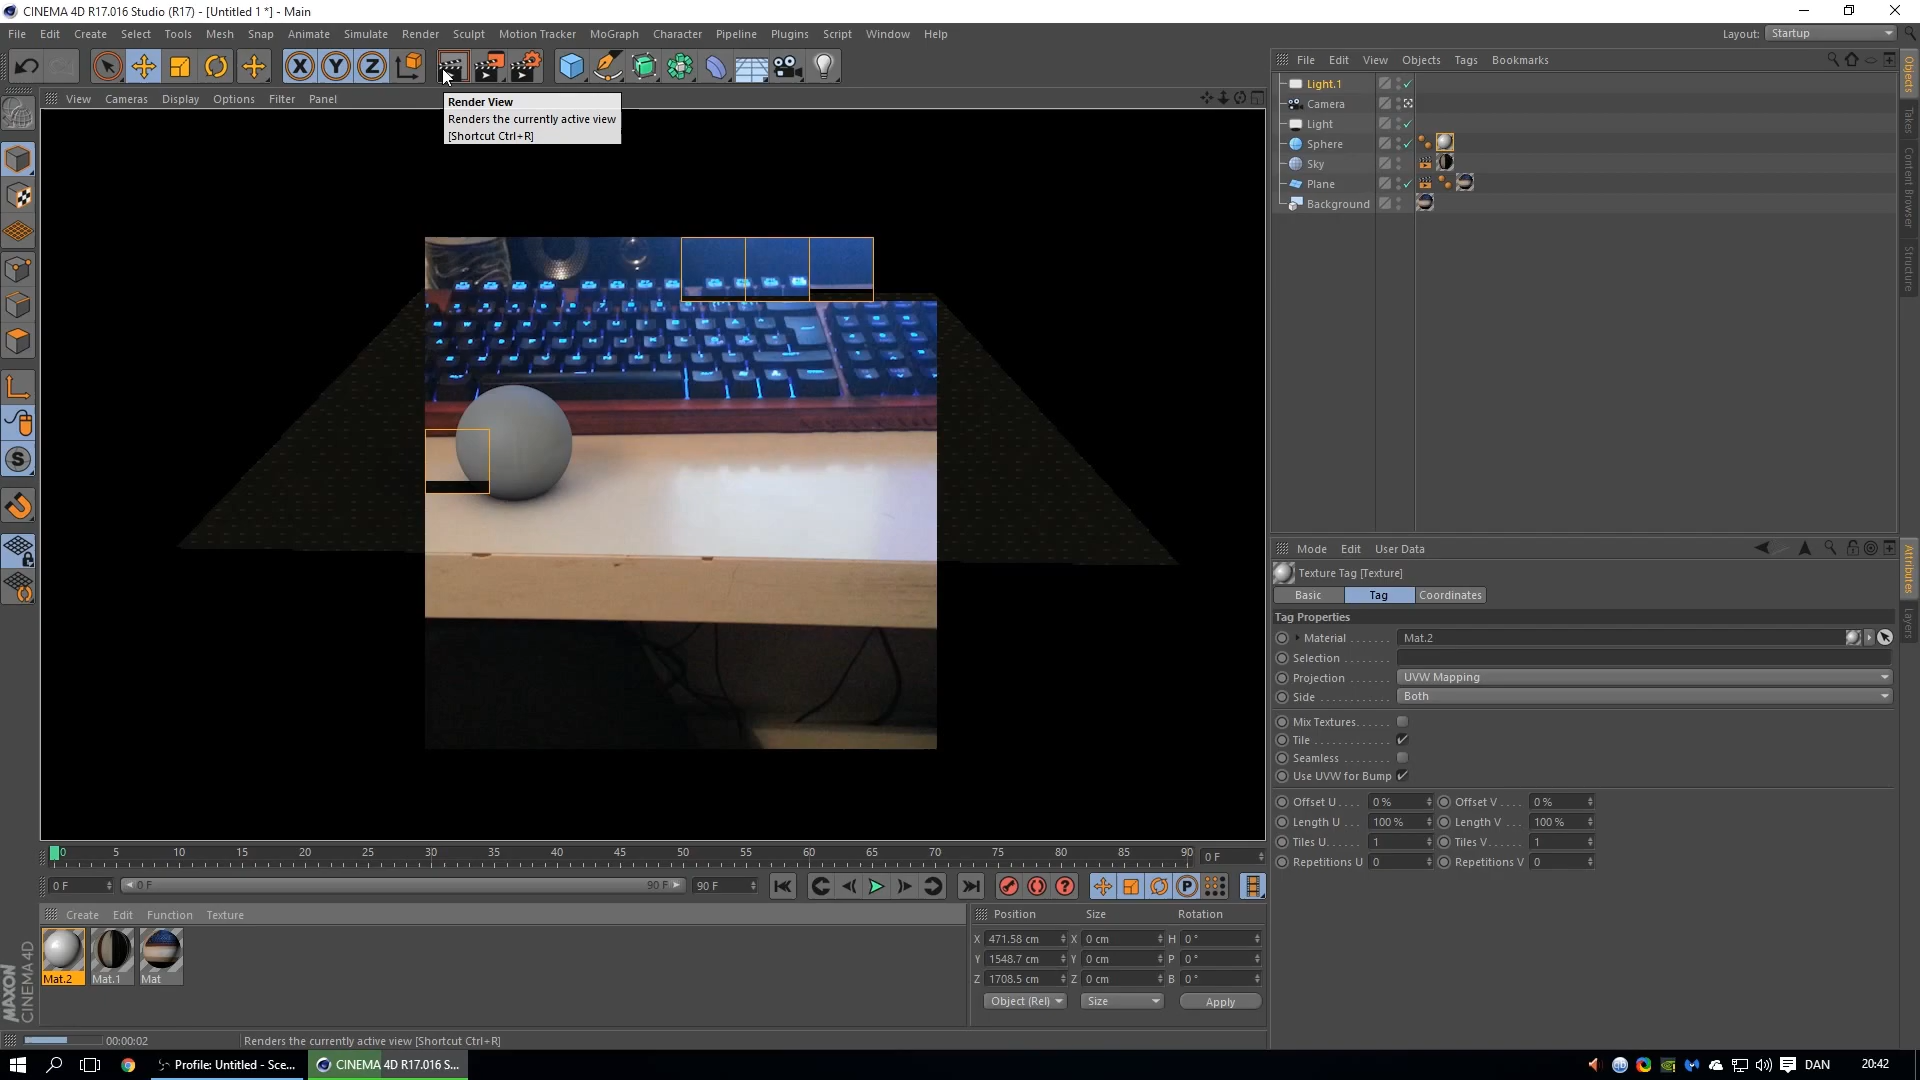 CINEMA 4D R17.016 Studio (R17) - [Untitled 1 *] - Main
File Edit Create Select Tools Mesh Snap Animate Simulate Render Sculpt Motion Tracker MoGraph Character Pipeline Plugins Script Window Help
Layout: Startup
View Cameras Display Options Filter Panel
Render View
Renders the currently active view
[Shortcut Ctrl+R]
File Edit View Objects Tags Bookmarks
Light.1
Camera
Light
Sphere
Sky
Plane
Background
Objects
Takes
Content Browser
Structure
Mode Edit User Data
Texture Tag [Texture]
Basic Tag Coordinates
Tag Properties
Material . . . . . . . Mat.2
Selection . . . . . . . .
Projection . . . . . . . UVW Mapping
Side . . . . . . . . . . . . Both
Mix Textures. . . . . .
Tile . . . . . . . . . . . . .
Seamless . . . . . . . .
Use UVW for Bump
Offset U. . . . 0 % Offset V . . . . 0 %
Length U . . . 100 % Length V . . . 100 %
Tiles U. . . . . . 1 Tiles V. . . . . . 1
Repetitions U 0 Repetitions V 0
Attributes
Layers
0 5 10 15 20 25 30 35 40 45 50 55 60 65 70 75 80 85 90 0 F
0 F 0 F 90 F 90 F
Create Edit Function Texture
Mat.2 Mat.1 Mat
Position Size Rotation
X 471.58 cm X 0 cm H 0 °
Y 1548.7 cm Y 0 cm P 0 °
Z 1708.5 cm Z 0 cm B 0 °
Object (Rel) Size Apply
MAXON
CINEMA 4D
00:00:02 Renders the currently active view [Shortcut Ctrl+R]
Profile: Untitled - Sce... CINEMA 4D R17.016 S... DAN 20:42